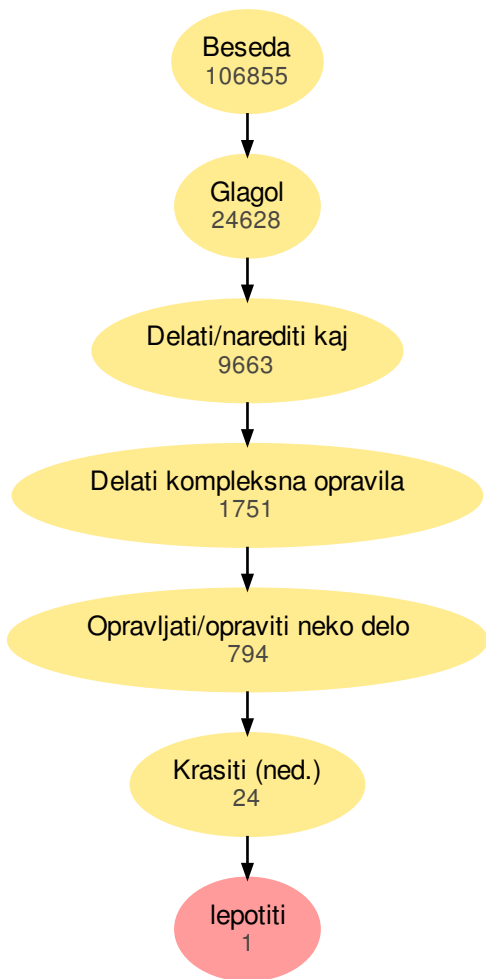 Beseda
106855
Glagol
24628
Delati/narediti kaj
9663
Delati kompleksna opravila
1751
Opravljati/opraviti neko delo
794
Krasiti (ned.)
24
lepotiti
1